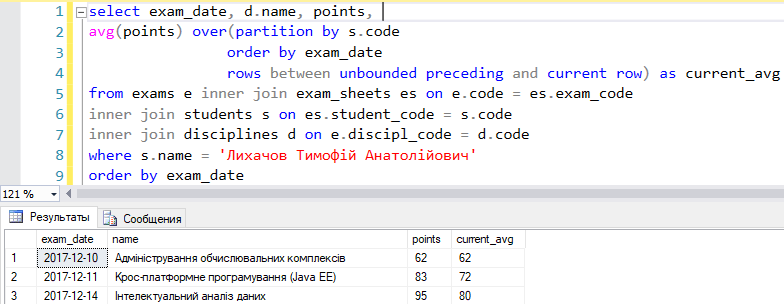 1 select exam_date, d.name, points,
2 avg(points) over(partition by s.code
3 order by exam_date
4 rows between unbounded preceding and current row) as current_avg
5 from exams e inner join exam_sheets es on e.code = es.exam_code
6 inner join students s on es.student_code = s.code
7 inner join disciplines d on e.discipl_code = d.code
8 where s.name = 'Лихачов Тимофій Анатолійович'
9 order by exam_date
121 %
Результаты Сообщения
exam_date name points current_avg
1 2017-12-10 Адміністрування обчислювальних комплексів 62 62
2 2017-12-11 Крос-платформне програмування (Java EE) 83 72
3 2017-12-14 Інтелектуальний аналіз даних 95 80